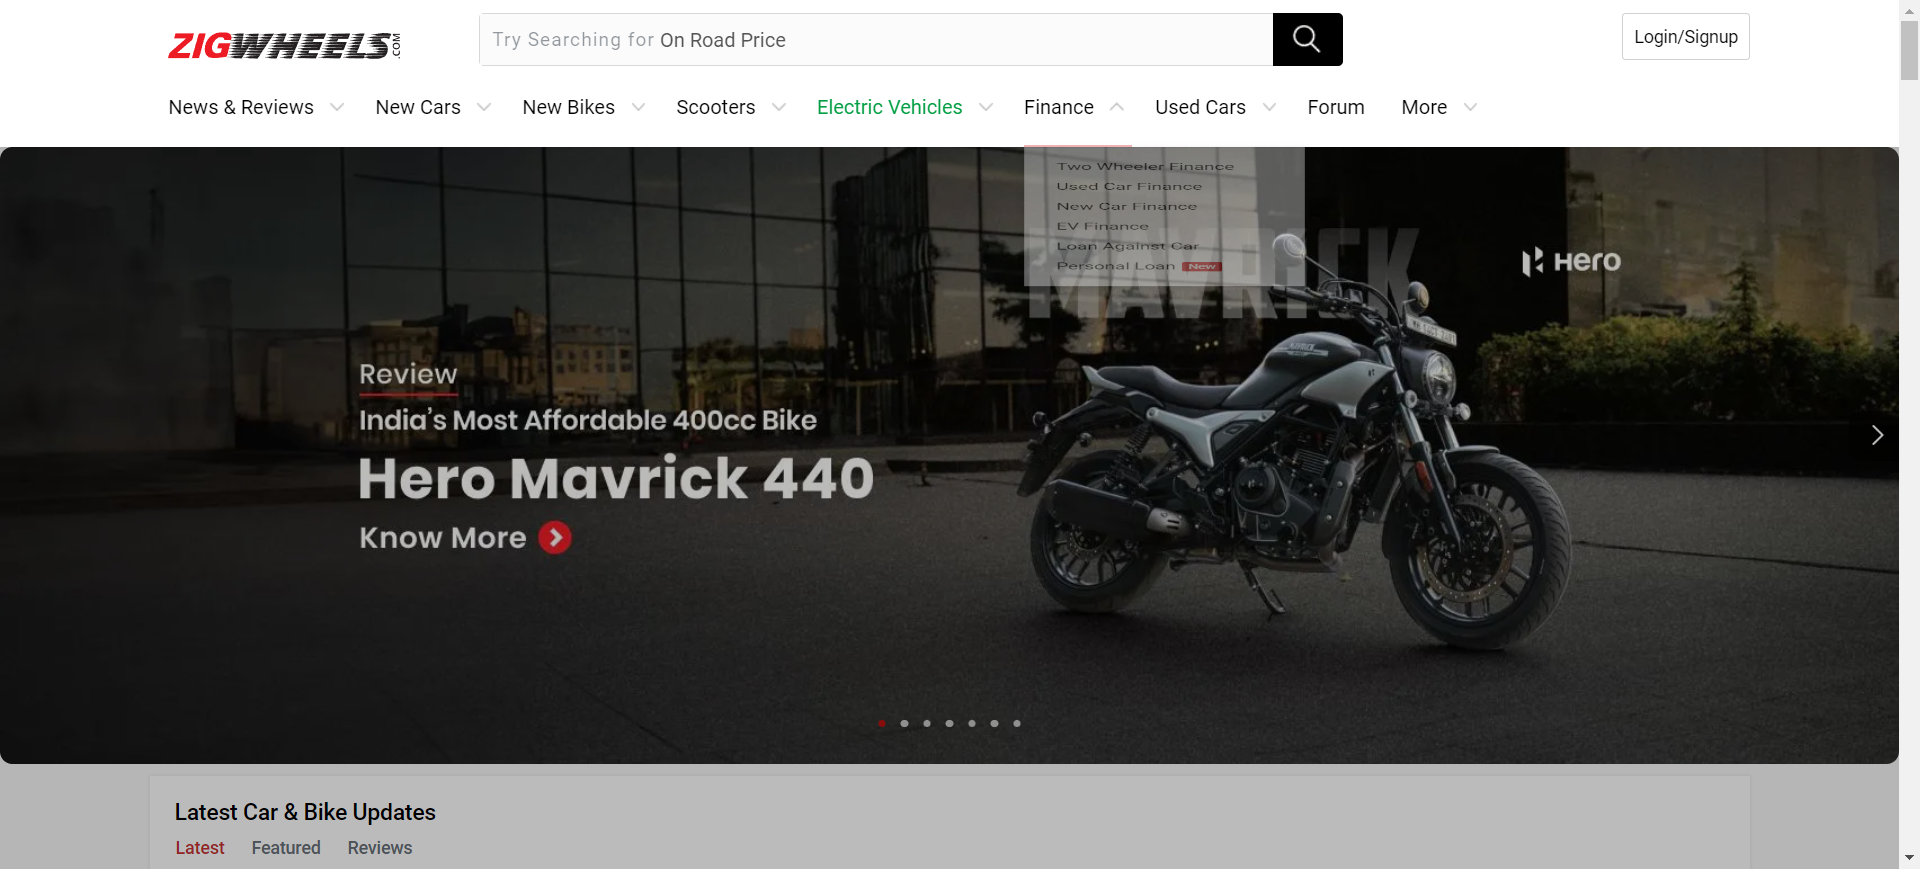 ZIGWHEELS.COM
Try Searching for On Road Price
Login/Signup
News & Reviews New Cars New Bikes Scooters Electric Vehicles Finance Used Cars Forum More
Two Wheeler Finance
Used Car Finance
New Car Finance
EV Finance
Loan Against Car
Personal Loan New
MAVRICK
Hero
Review
India's Most Affordable 400cc Bike
Hero Mavrick 440
Know More
Latest Car & Bike Updates
Latest Featured Reviews